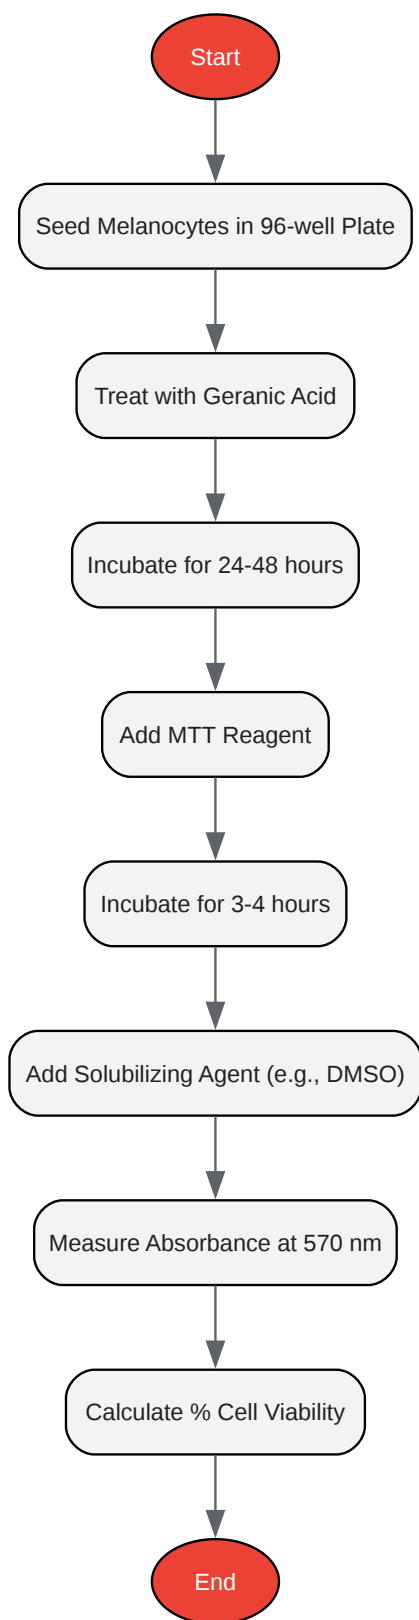 Start
Seed Melanocytes in 96-well Plate
Treat with Geranic Acid
Incubate for 24-48 hours
Add MTT Reagent
Incubate for 3-4 hours
Add Solubilizing Agent (e.g., DMSO)
Measure Absorbance at 570 nm
Calculate % Cell Viability
End